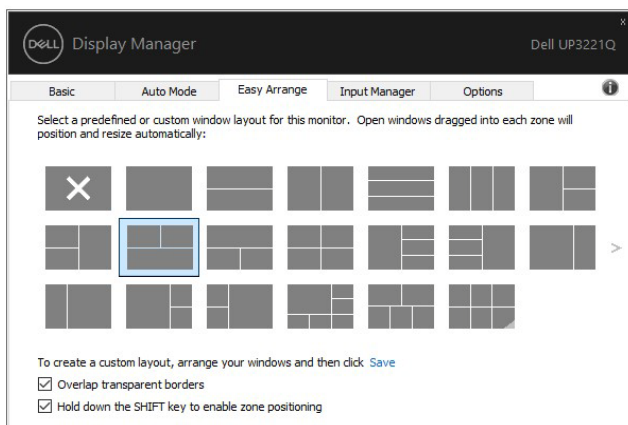 DELL Display Manager
x
Dell UP3221Q
Basic Auto Mode Easy Arrange Input Manager Options i
Select a predefined or custom window layout for this monitor. Open windows dragged into each zone will
position and resize automatically:
>
To create a custom layout, arrange your windows and then click Save
Overlap transparent borders
Hold down the SHIFT key to enable zone positioning